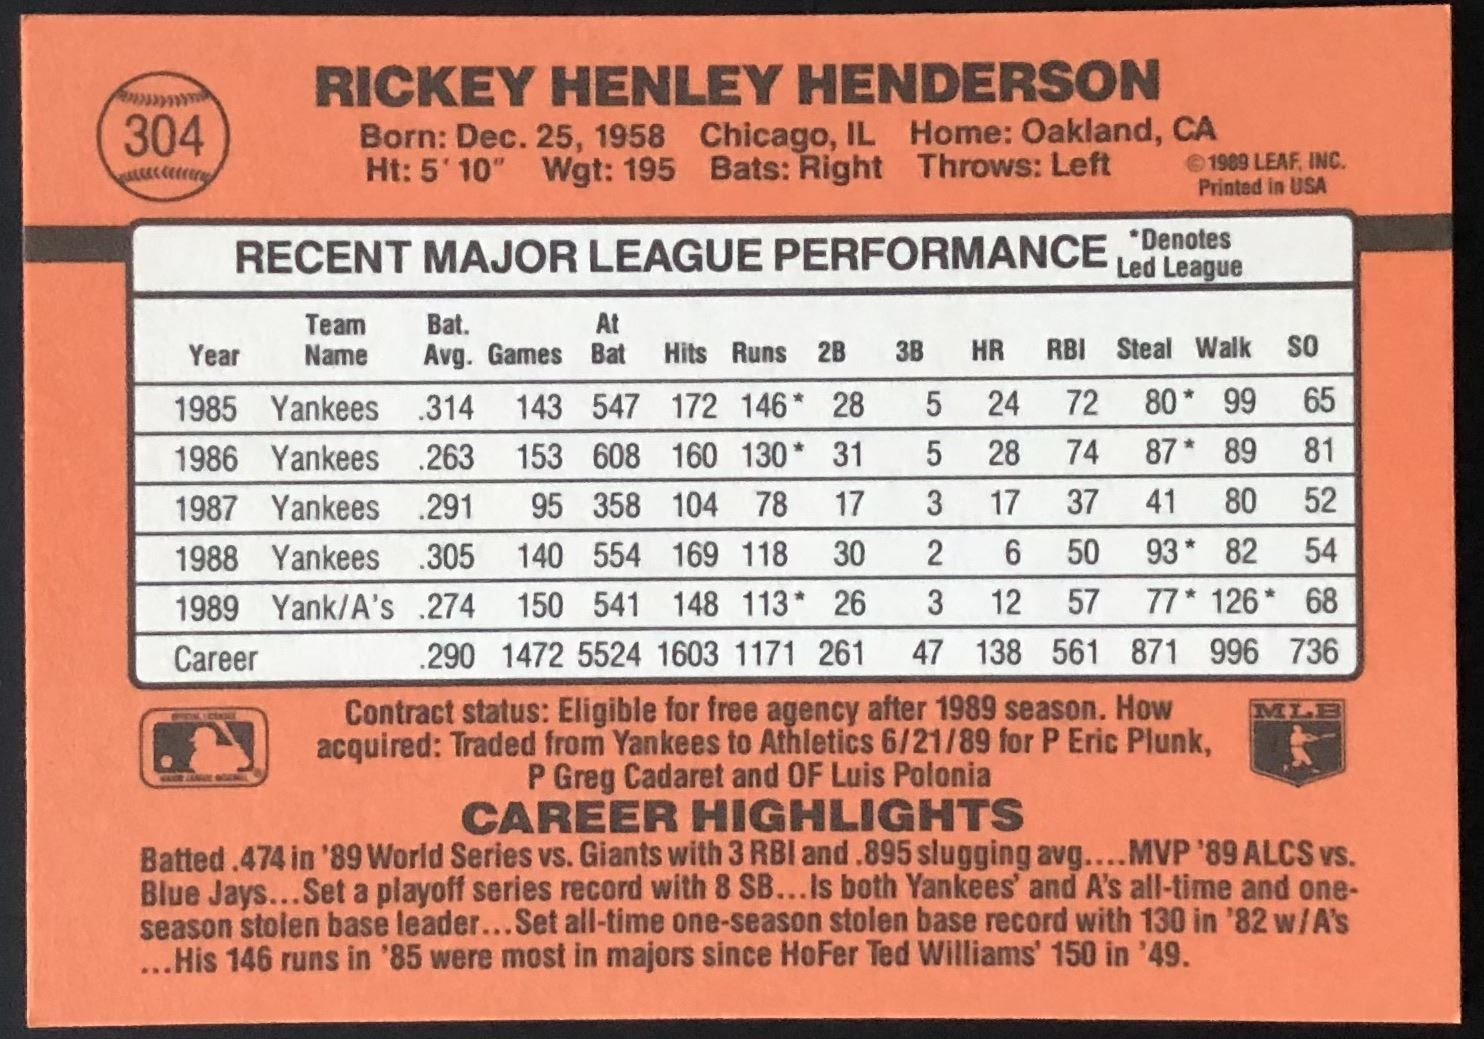 304
RICKEY HENLEY HENDERSON
Born: Dec. 25, 1958 Chicago, IL Home: Oakland, CA
Ht: 5' 10" Wgt: 195 Bats: Right Throws: Left
©1989 LEAF, INC.
Printed in USA
RECENT MAJOR LEAGUE PERFORMANCE *Denotes Led League
Year Team Name Bat. Avg. Games At Bat Hits Runs 2B 3B HR RBI Steal Walk SO
1985 Yankees .314 143 547 172 146* 28 5 24 72 80* 99 65
1986 Yankees .263 153 608 160 130* 31 5 28 74 87* 89 81
1987 Yankees .291 95 358 104 78 17 3 17 37 41 80 52
1988 Yankees .305 140 554 169 118 30 2 6 50 93* 82 54
1989 Yank/A's .274 150 541 148 113* 26 3 12 57 77* 126* 68
Career .290 1472 5524 1603 1171 261 47 138 561 871 996 736
Contract status: Eligible for free agency after 1989 season. How
acquired: Traded from Yankees to Athletics 6/21/89 for P Eric Plunk,
P Greg Cadaret and OF Luis Polonia
MLB
CAREER HIGHLIGHTS
Batted .474 in '89 World Series vs. Giants with 3 RBI and .895 slugging avg....MVP '89 ALCS vs.
Blue Jays...Set a playoff series record with 8 SB...Is both Yankees' and A's all-time and one-
season stolen base leader...Set all-time one-season stolen base record with 130 in '82 w/A's
...His 146 runs in '85 were most in majors since HoFer Ted Williams' 150 in '49.